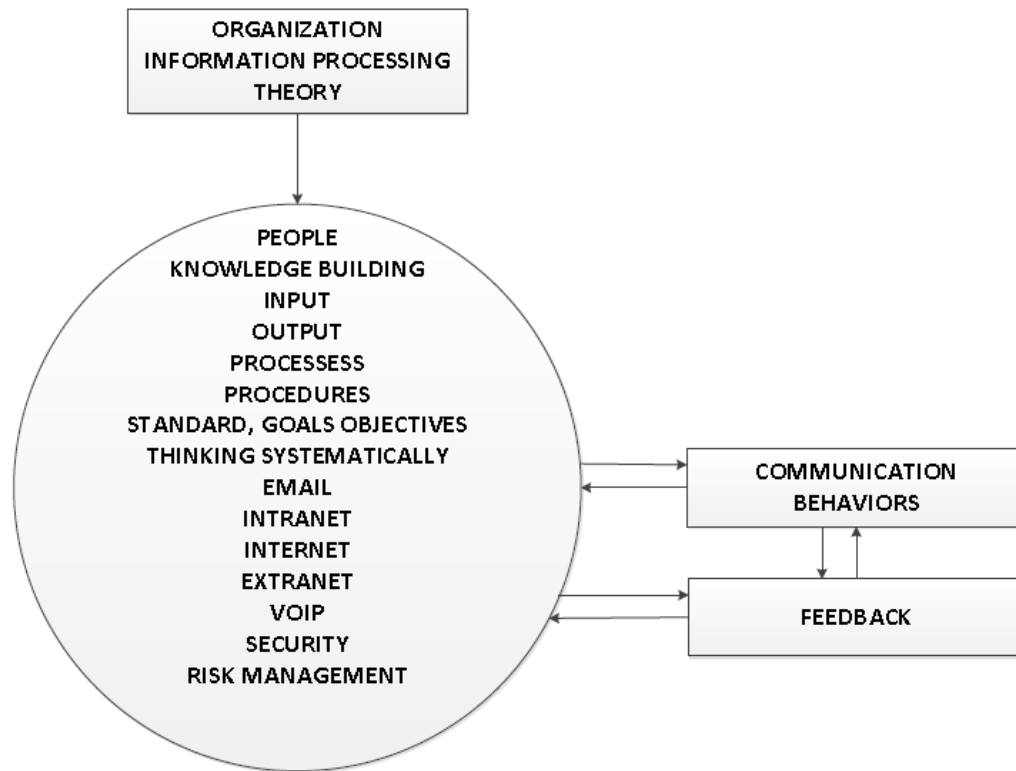 ORGANIZATION
INFORMATION PROCESSING
THEORY
PEOPLE
KNOWLEDGE BUILDING
INPUT
OUTPUT
PROCESSESS
PROCEDURES
STANDARD, GOALS OBJECTIVES
THINKING SYSTEMATICALLY
EMAIL
INTRANET
INTERNET
EXTRANET
VOIP
SECURITY
RISK MANAGEMENT
COMMUNICATION
BEHAVIORS
FEEDBACK